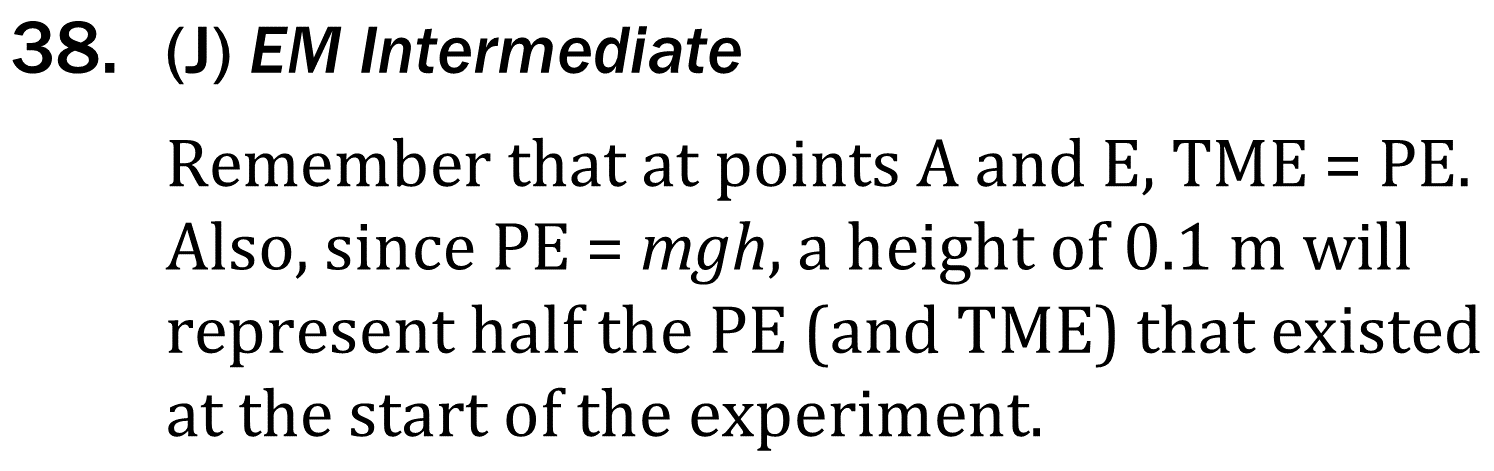 38. (J) EM Intermediate
Remember that at points A and E, TME = PE.
Also, since PE = mgh, a height of 0.1 m will
represent half the PE (and TME) that existed
at the start of the experiment.